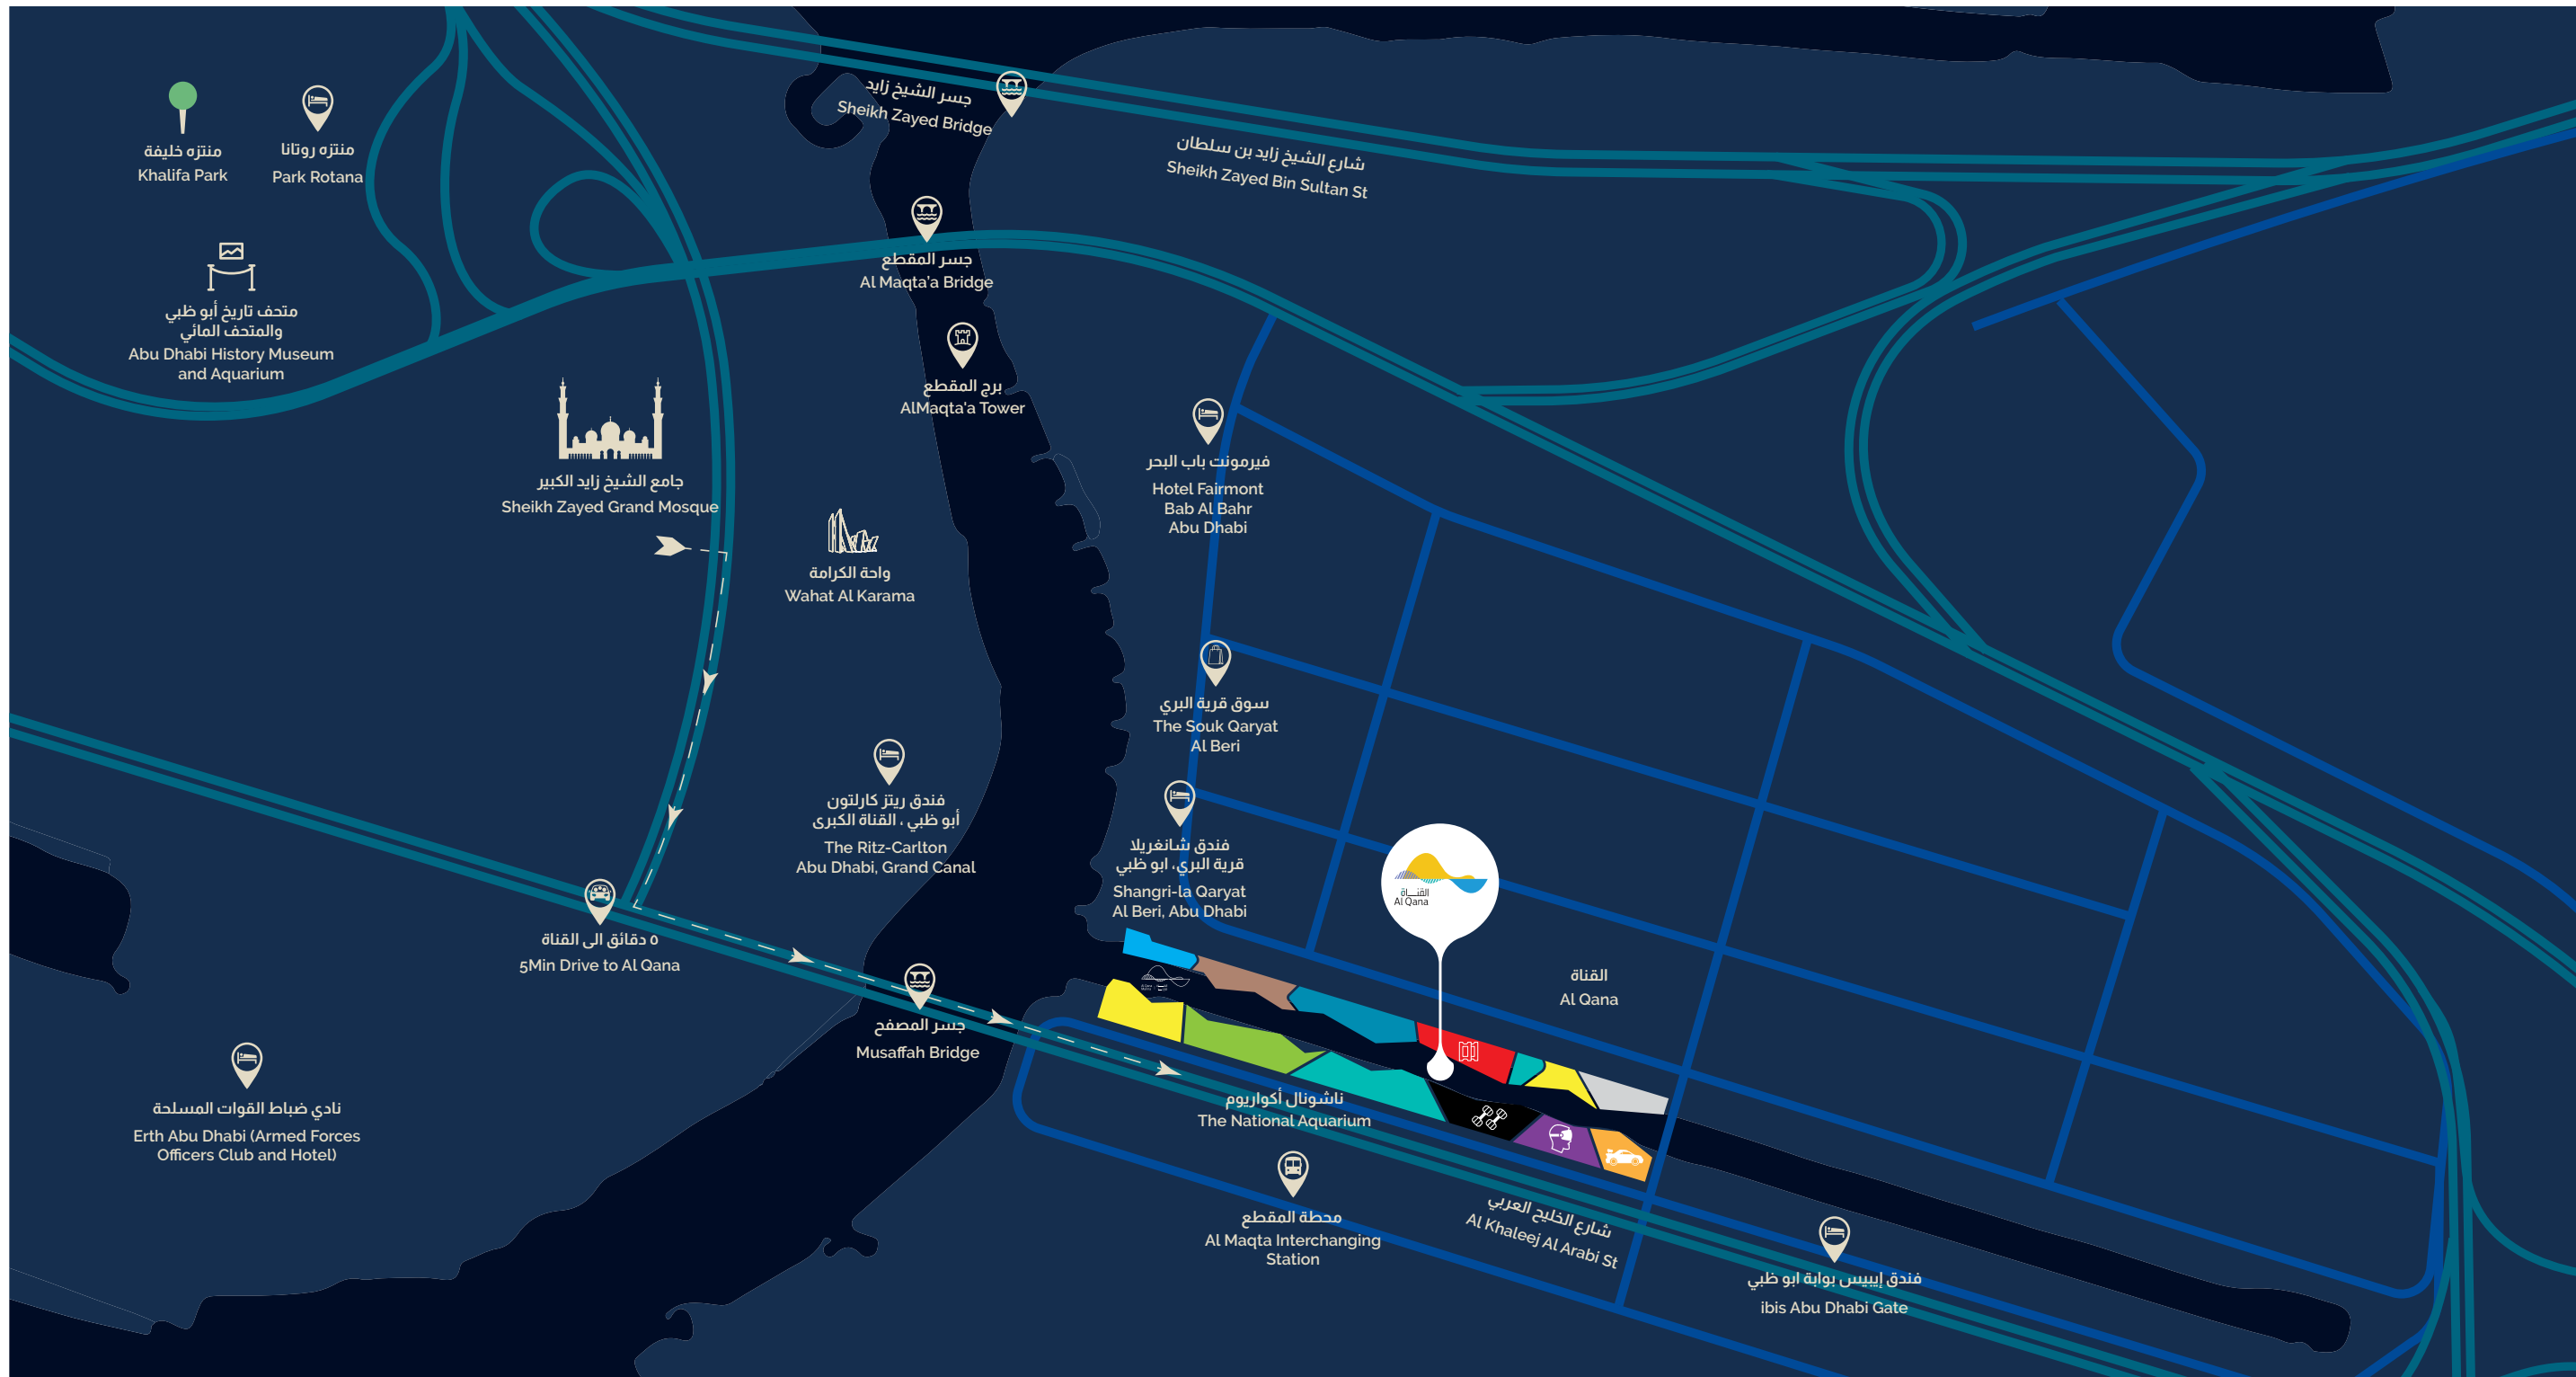 منتزه خليفة
Khalifa Park
منتزه روتانا
Park Rotana
جسر الشيخ زايد
Sheikh Zayed Bridge
شارع الشيخ زايد بن سلطان
Sheikh Zayed Bin Sultan St
متحف تاريخ أبو ظبي
والمتحف المائي
Abu Dhabi History Museum
and Aquarium
جسر المقطع
Al Maqta'a Bridge
برج المقطع
AlMaqta'a Tower
جامع الشيخ زايد الكبير
Sheikh Zayed Grand Mosque
فيرمونت باب البحر
Hotel Fairmont
Bab Al Bahr
Abu Dhabi
واحة الكرامة
Wahat Al Karama
سوق قرية البري
The Souk Qaryat
Al Beri
فندق ريتز كارلتون
أبو ظبي ، القناة الكبرى
The Ritz-Carlton
Abu Dhabi, Grand Canal
فندق شانغريلا
قرية البري، ابو ظبي
Shangri-la Qaryat
Al Beri, Abu Dhabi
القناة
Al Qana
٥ دقائق الى القناة
5Min Drive to Al Qana
القناة
Al Qana
جسر المصفح
Musaffah Bridge
نادي ضباط القوات المسلحة
Erth Abu Dhabi (Armed Forces
Officers Club and Hotel)
ناشونال أكواريوم
The National Aquarium
محطة المقطع
Al Maqta Interchanging
Station
شارع الخليج العربي
Al Khaleej Al Arabi St
فندق إيبيس بوابة ابو ظبي
ibis Abu Dhabi Gate